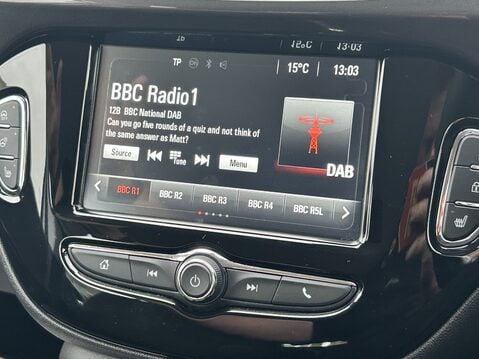 16 12°C 13:03
TP 15°C 13:03
BBC Radio1
12B BBC National DAB
Can you go five rounds of a quiz and not think of
the same answer as Matt?
Source Tune Menu
DAB
BBC R1 BBC R2 BBC R3 BBC R4 BBC R5L